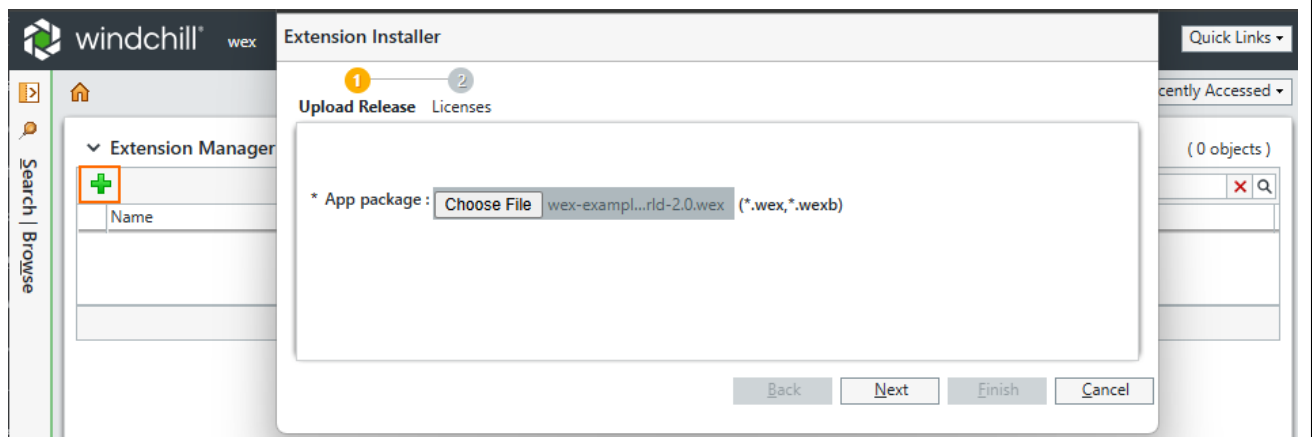 windchill® wex
Extension Installer
Quick Links
1 2
Upload Release Licenses
cently Accessed
Extension Manager
( 0 objects )
* App package : Choose File wex-exampl...rld-2.0.wex (*.wex,*.wexb)
Name
Search | Browse
Back Next Finish Cancel